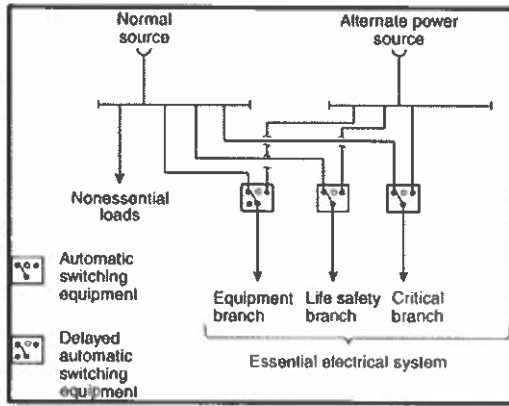 Normal
source
Alternate power
source
Nonessential
loads
Automatic
switching
equipment
Equipment
branch
Life safety
branch
Critical
branch
Delayed
automatic
switching
equipment
Essential electrical system